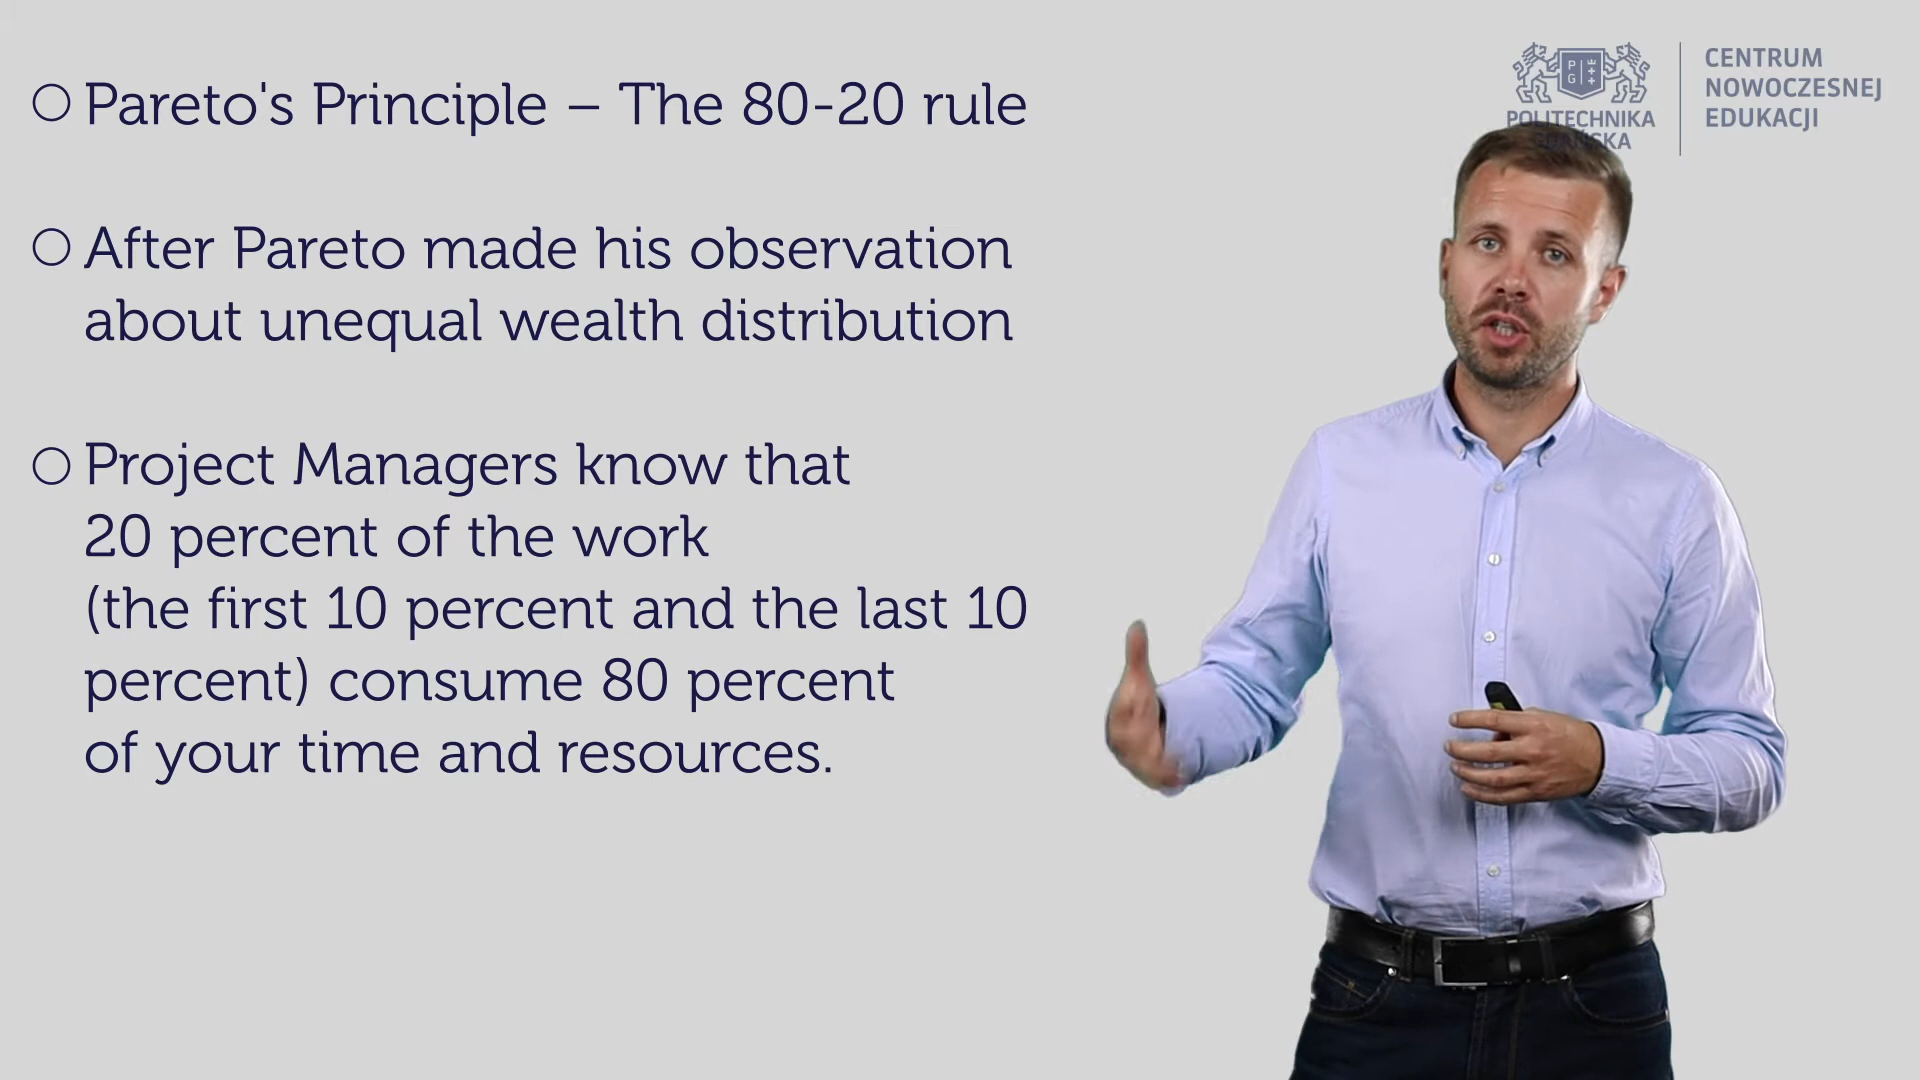 Pareto's Principle – The 80-20 rule
After Pareto made his observation
about unequal wealth distribution
Project Managers know that
20 percent of the work
(the first 10 percent and the last 10
percent) consume 80 percent
of your time and resources.
P G
POLITECHNIKA
GDAŃSKA
CENTRUM
NOWOCZESNEJ
EDUKACJI